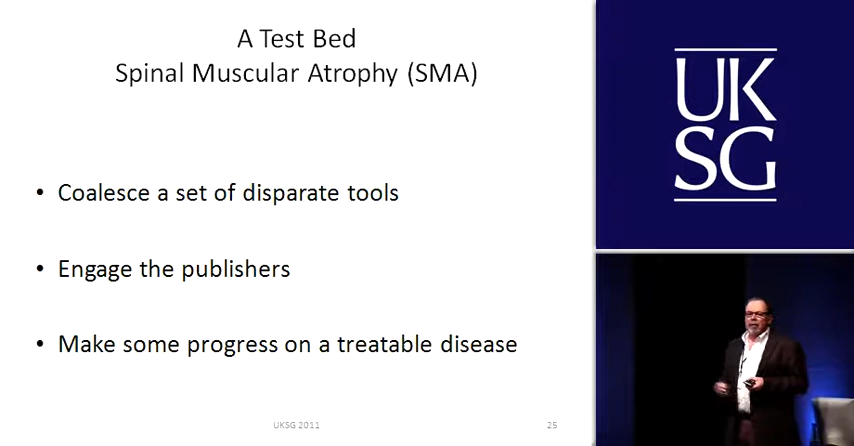 A Test Bed
Spinal Muscular Atrophy (SMA)
• Coalesce a set of disparate tools
• Engage the publishers
• Make some progress on a treatable disease
UKSG 2011
25
UK
SG